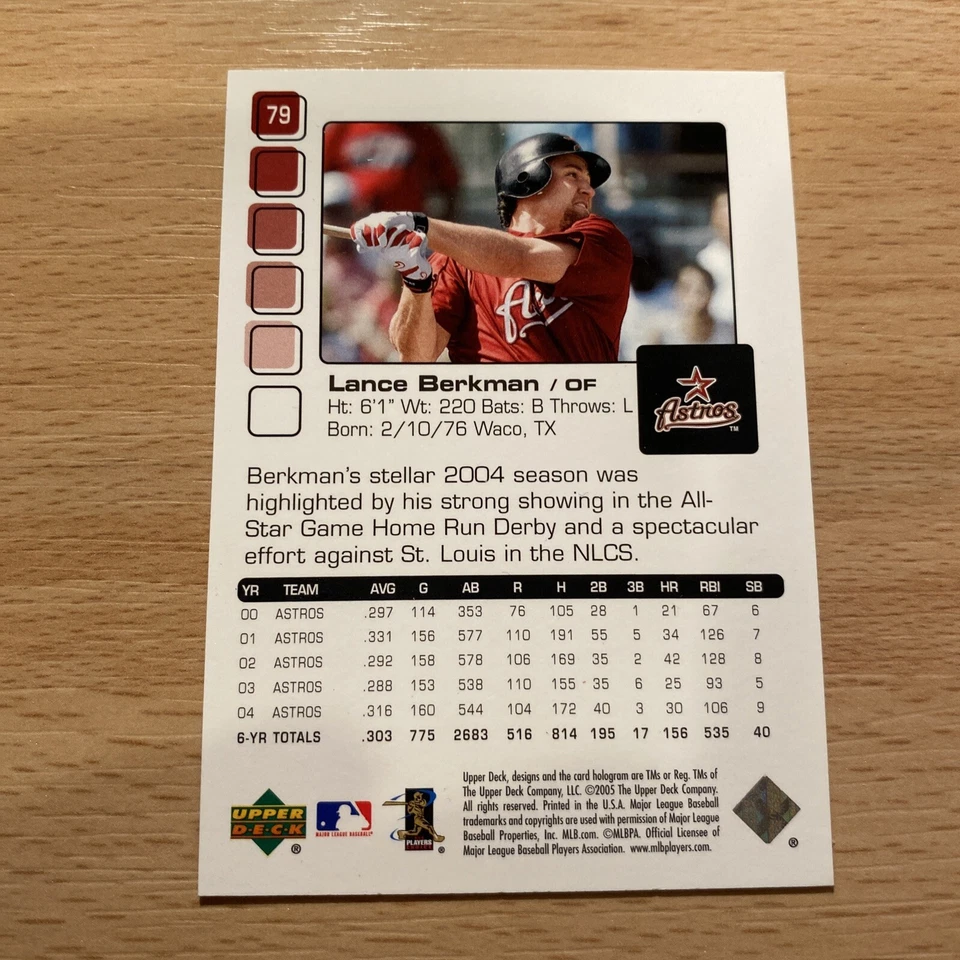 79
As
Lance Berkman / OF
Ht: 6'1" Wt: 220 Bats: B Throws: L
Born: 2/10/76 Waco, TX
Astros TM
Berkman's stellar 2004 season was
highlighted by his strong showing in the All-
Star Game Home Run Derby and a spectacular
effort against St. Louis in the NLCS.
YR TEAM AVG G AB R H 2B 3B HR RBI SB
00 ASTROS .297 114 353 76 105 28 1 21 67 6
01 ASTROS .331 156 577 110 191 55 5 34 126 7
02 ASTROS .292 158 578 106 169 35 2 42 128 8
03 ASTROS .288 153 538 110 155 35 6 25 93 5
04 ASTROS .316 160 544 104 172 40 3 30 106 9
6-YR TOTALS .303 775 2683 516 814 195 17 156 535 40
UPPER
DECK ®
MAJOR LEAGUE BASEBALL
PLAYERS
®
Upper Deck, designs and the card hologram are TMs or Reg. TMs of
The Upper Deck Company, LLC. ©2005 The Upper Deck Company.
All rights reserved. Printed in the U.S.A. Major League Baseball
trademarks and copyrights are used with permission of Major League
Baseball Properties, Inc. MLB.com. ©MLBPA. Official Licensee of
Major League Baseball Players Association. www.mlbplayers.com.
®